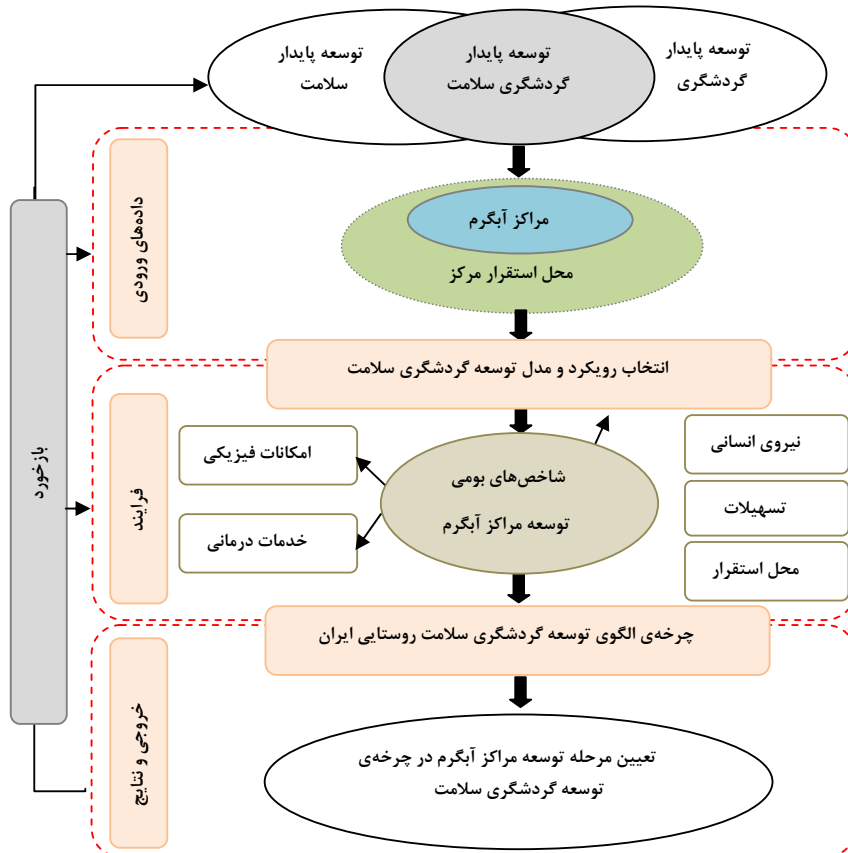 توسعه پایدار
گردشگری
توسعه پایدار
گردشگری سلامت
توسعه پایدار
سلامت
داده‌های ورودی
مراکز آبگرم
محل استقرار مرکز
انتخاب رویکرد و مدل توسعه گردشگری سلامت
بازخورد
فرایند
نیروی انسانی
تسهیلات
محل استقرار
شاخص‌های بومی
توسعه مراکز آبگرم
امکانات فیزیکی
خدمات درمانی
چرخه‌ی الگوی توسعه گردشگری سلامت روستایی ایران
خروجی و نتایج
تعیین مرحله توسعه مراکز آبگرم در چرخه‌ی
توسعه گردشگری سلامت